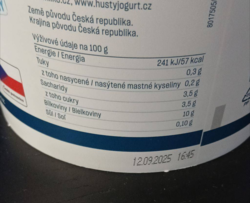 www.hustyjogurt.cz
Země původu Česká republika.
Krajina pôvodu Česká republika.
Výživové údaje na 100 g
Energie / Energia 241 kJ/57 kcal
Tuky 0,3 g
z toho nasycené / nasýtené mastné kyseliny 0,2 g
Sacharidy 3,5 g
z toho cukry 3,5 g
Bílkoviny / Bielkoviny 10 g
Sůl / Soľ 0,10 g
12.09.2025 16:45